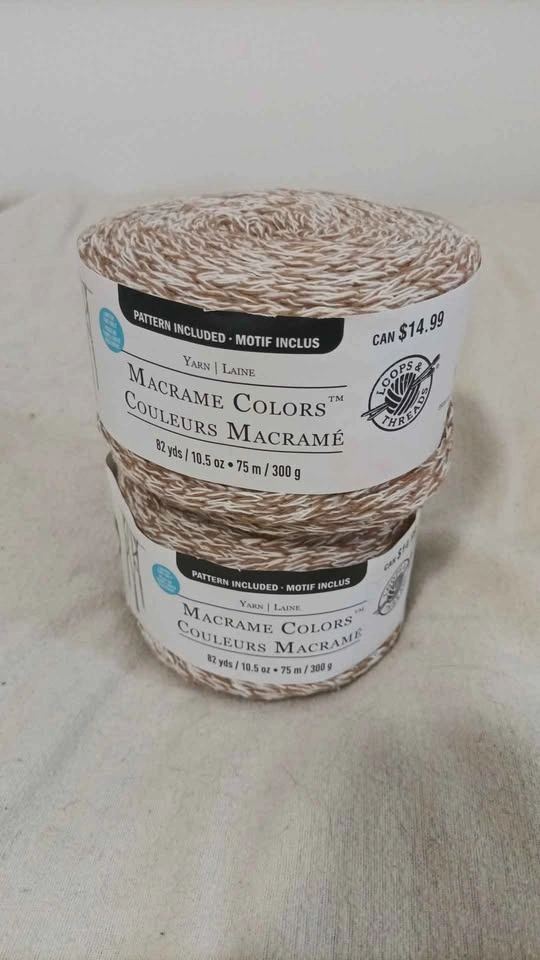 PATTERN INCLUDED · MOTIF INCLUS
CAN $14.99
YARN | LAINE
MACRAME COLORS™
COULEURS MACRAMÉ
82 yds / 10.5 oz • 75 m / 300 g
LOOPS & THREADS®
PATTERN INCLUDED · MOTIF INCLUS
CAN
YARN | LAINE
MACRAME COLORS™
COULEURS MACRAMÉ
82 yds / 10.5 oz • 75 m / 300 g